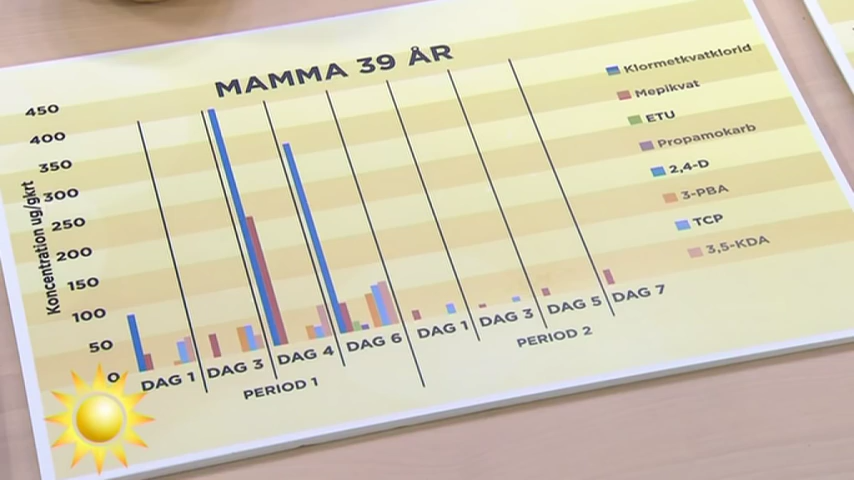 MAMMA 39 ÅR
Koncentration ug/gkrt
450
400
350
300
250
200
150
100
50
0
DAG 1
DAG 3
DAG 4
DAG 6
DAG 1
DAG 3
DAG 5
DAG 7
PERIOD 1
PERIOD 2
Klormetkvatklorid
Mepikvat
ETU
Propamokarb
2,4-D
3-PBA
TCP
3,5-KDA